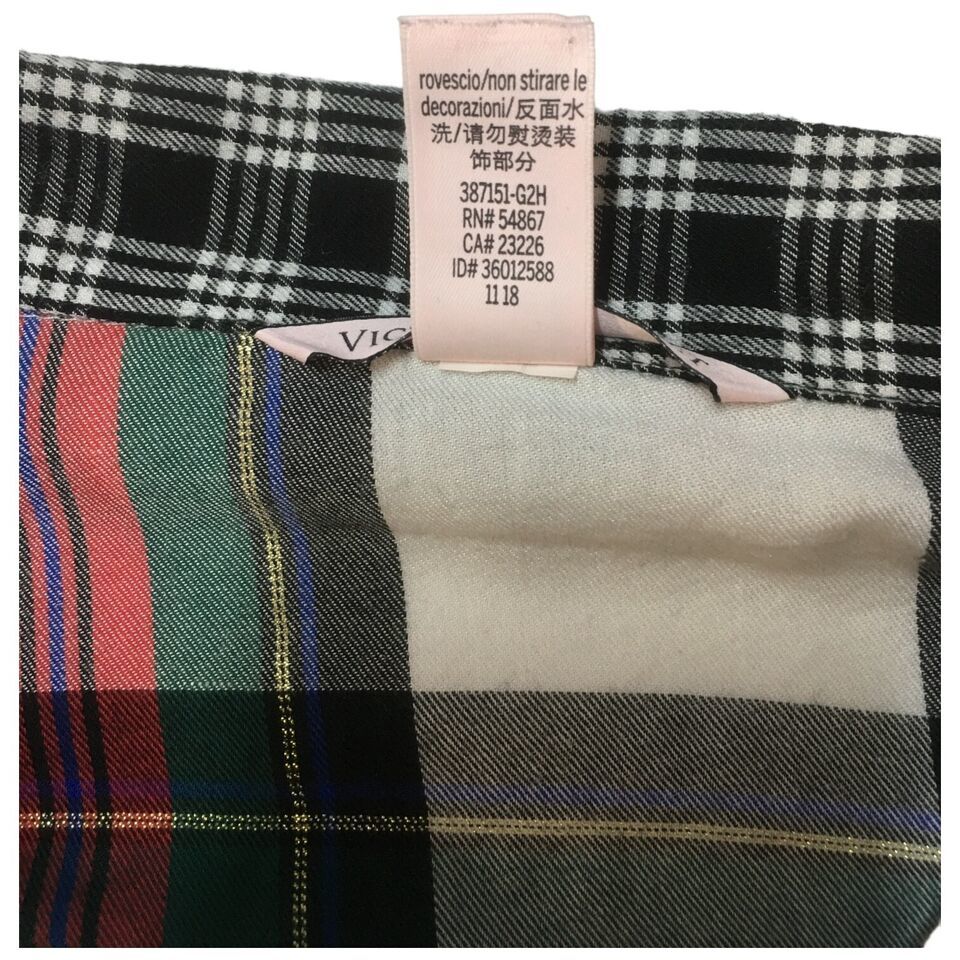 rovescio/non stirare le
decorazioni/反面水
洗/请勿熨烫装
饰部分
387151-G2H
RN# 54867
CA# 23226
ID# 36012588
11 18
VIC